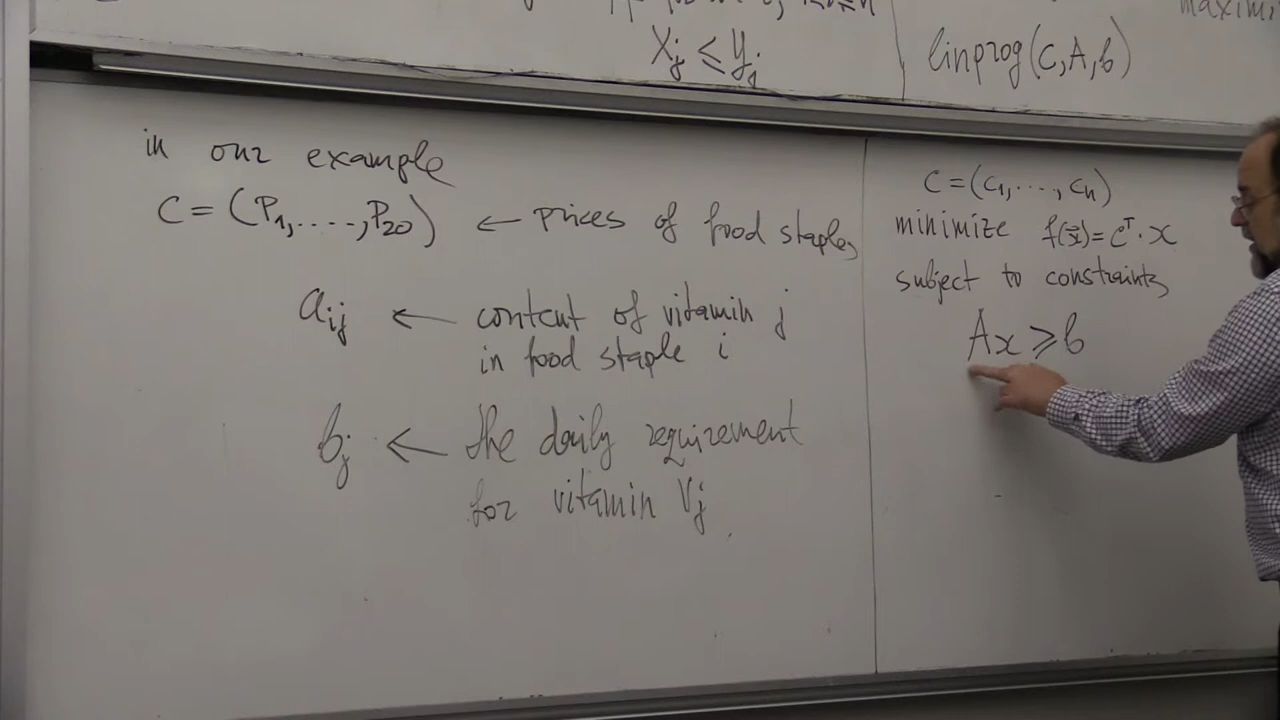 Xj ≤ Yj
linprog(C,A,b)
in our example
C = (P1,....,P20) ← prices of food staples
aij ← content of vitamin j
in food staple i
bj ← the daily requirement
for vitamin Vj
C = (c1,....,cn)
minimize f(x⃗) = cᵀ·x
subject to constraints
Ax ≥ b